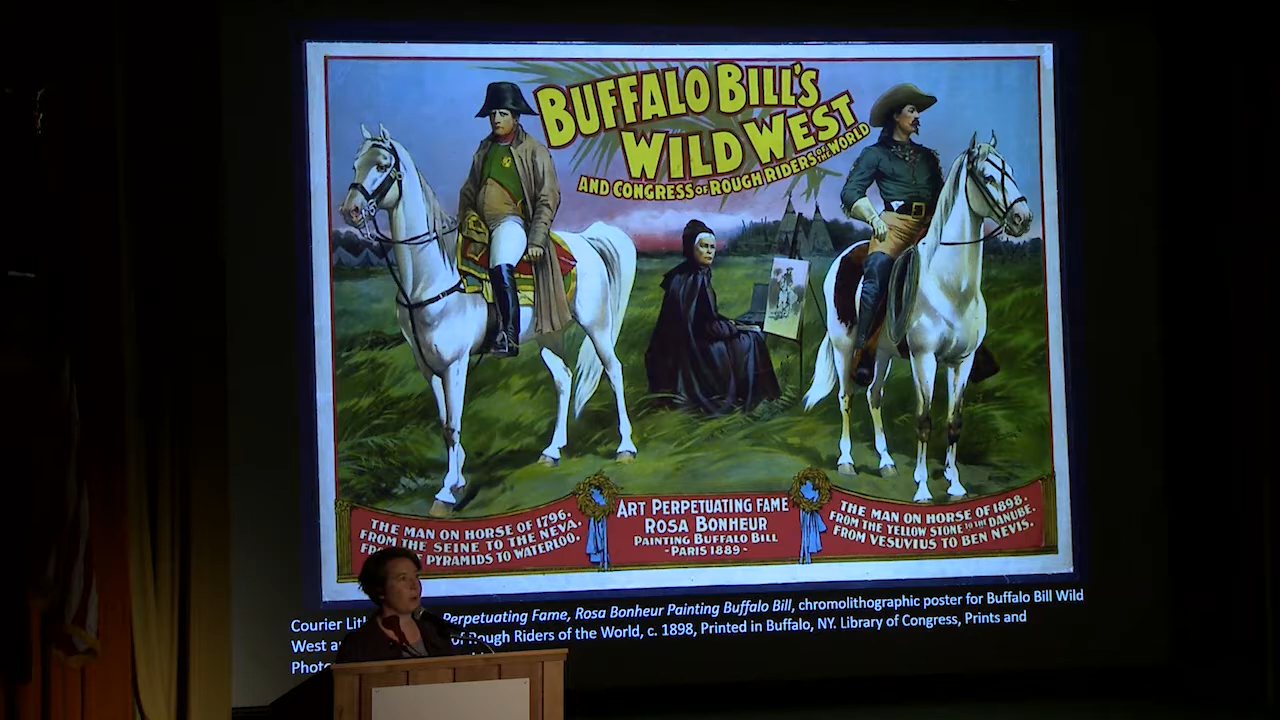 BUFFALO BILL'S
WILD WEST
AND CONGRESS OF ROUGH RIDERS OF THE WORLD
THE MAN ON HORSE OF 1796.
FROM THE SEINE TO THE NEVA.
PYRAMIDS TO WATERLOO.
ART PERPETUATING FAME
ROSA BONHEUR
PAINTING BUFFALO BILL
- PARIS 1889 -
THE MAN ON HORSE OF 1898.
FROM THE YELLOW STONE TO THE DANUBE.
FROM VESUVIUS TO BEN NEVIS.
Courier Perpetuating Fame, Rosa Bonheur Painting Buffalo Bill, chromolithographic poster for Buffalo Bill Wild
West of Rough Riders of the World, c. 1898, Printed in Buffalo, NY. Library of Congress, Prints and